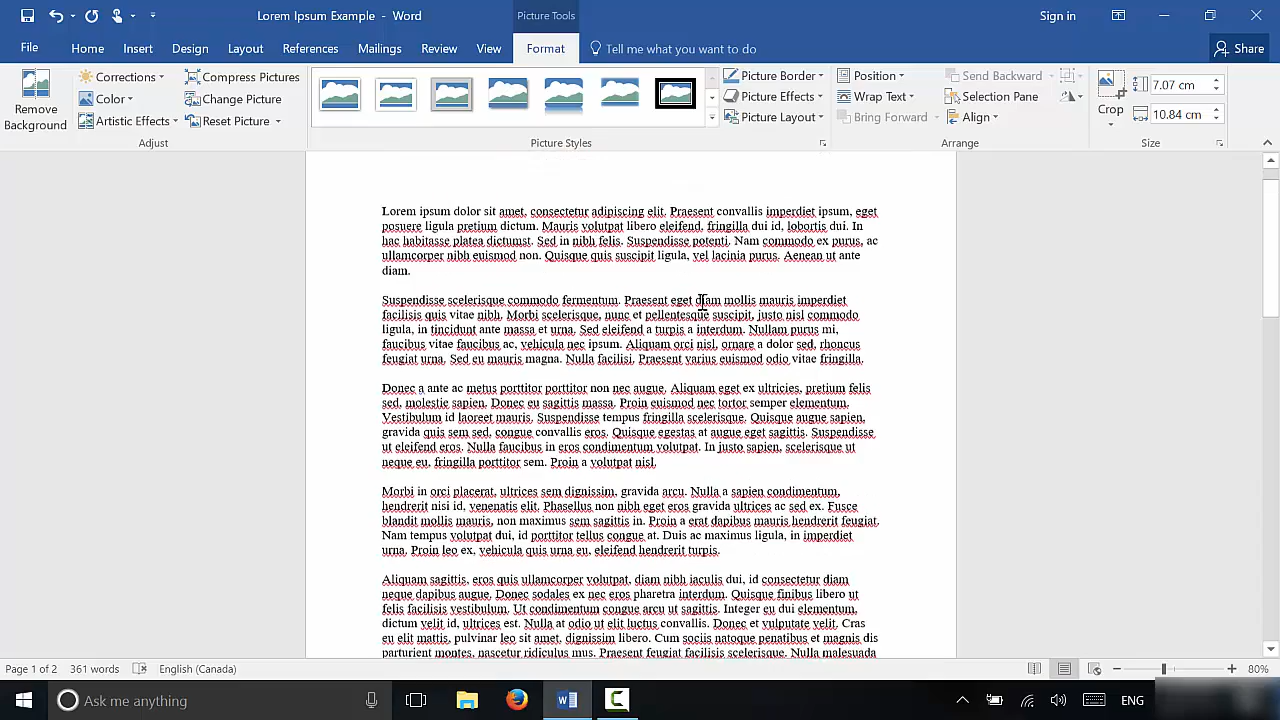 Lorem Ipsum Example - Word
Picture Tools
Sign in
File
Home
Insert
Design
Layout
References
Mailings
Review
View
Format
Tell me what you want to do
Share
Remove
Background
Corrections
Color
Artistic Effects
Compress Pictures
Change Picture
Reset Picture
Adjust
Picture Styles
Picture Border
Picture Effects
Picture Layout
Position
Wrap Text
Bring Forward
Send Backward
Selection Pane
Align
Arrange
Crop
7.07 cm
10.84 cm
Size
Lorem ipsum dolor sit amet, consectetur adipiscing elit. Praesent convallis imperdiet ipsum, eget
posuere ligula pretium dictum. Mauris volutpat libero eleifend, fringilla dui id, lobortis dui. In
hac habitasse platea dictumst. Sed in nibh felis. Suspendisse potenti. Nam commodo ex purus, ac
ullamcorper nibh euismod non. Quisque quis suscipit ligula, vel lacinia purus. Aenean ut ante
diam.
Suspendisse scelerisque commodo fermentum. Praesent eget diam mollis mauris imperdiet
facilisis quis vitae nibh. Morbi scelerisque, nunc et pellentesque suscipit, justo nisl commodo
ligula, in tincidunt ante massa et urna. Sed eleifend a turpis a interdum. Nullam purus mi,
faucibus vitae faucibus ac, vehicula nec ipsum. Aliquam orci nisl, ornare a dolor sed, rhoncus
feugiat urna. Sed eu mauris magna. Nulla facilisi. Praesent varius euismod odio vitae fringilla.
Donec a ante ac metus porttitor porttitor non nec augue. Aliquam eget ex ultricies, pretium felis
sed, molestie sapien. Donec eu sagittis massa. Proin euismod nec tortor semper elementum.
Vestibulum id laoreet mauris. Suspendisse tempus fringilla scelerisque. Quisque augue sapien,
gravida quis sem sed, congue convallis eros. Quisque egestas at augue eget sagittis. Suspendisse
ut eleifend eros. Nulla faucibus in eros condimentum volutpat. In justo sapien, scelerisque ut
neque eu, fringilla porttitor sem. Proin a volutpat nisl.
Morbi in orci placerat, ultrices sem dignissim, gravida arcu. Nulla a sapien condimentum,
hendrerit nisi id, venenatis elit. Phasellus non nibh eget eros gravida ultrices ac sed ex. Fusce
blandit mollis mauris, non maximus sem sagittis in. Proin a erat dapibus mauris hendrerit feugiat.
Nam tempus volutpat dui, id porttitor tellus congue at. Duis ac maximus ligula, in imperdiet
urna. Proin leo ex, vehicula quis urna eu, eleifend hendrerit turpis.
Aliquam sagittis, eros quis ullamcorper volutpat, diam nibh iaculis dui, id consectetur diam
neque dapibus augue. Donec sodales ex nec eros pharetra interdum. Quisque finibus libero ut
felis facilisis vestibulum. Ut condimentum congue arcu ut sagittis. Integer eu dui elementum,
dictum velit id, ultrices est. Nulla at odio ut elit luctus convallis. Donec et vulputate velit. Cras
eu elit mattis, pulvinar leo sit amet, dignissim libero. Cum sociis natoque penatibus et magnis dis
parturient montes, nascetur ridiculus mus. Praesent feugiat facilisis scelerisque. Nulla malesuada
Page 1 of 2
361 words
English (Canada)
80%
Ask me anything
ENG